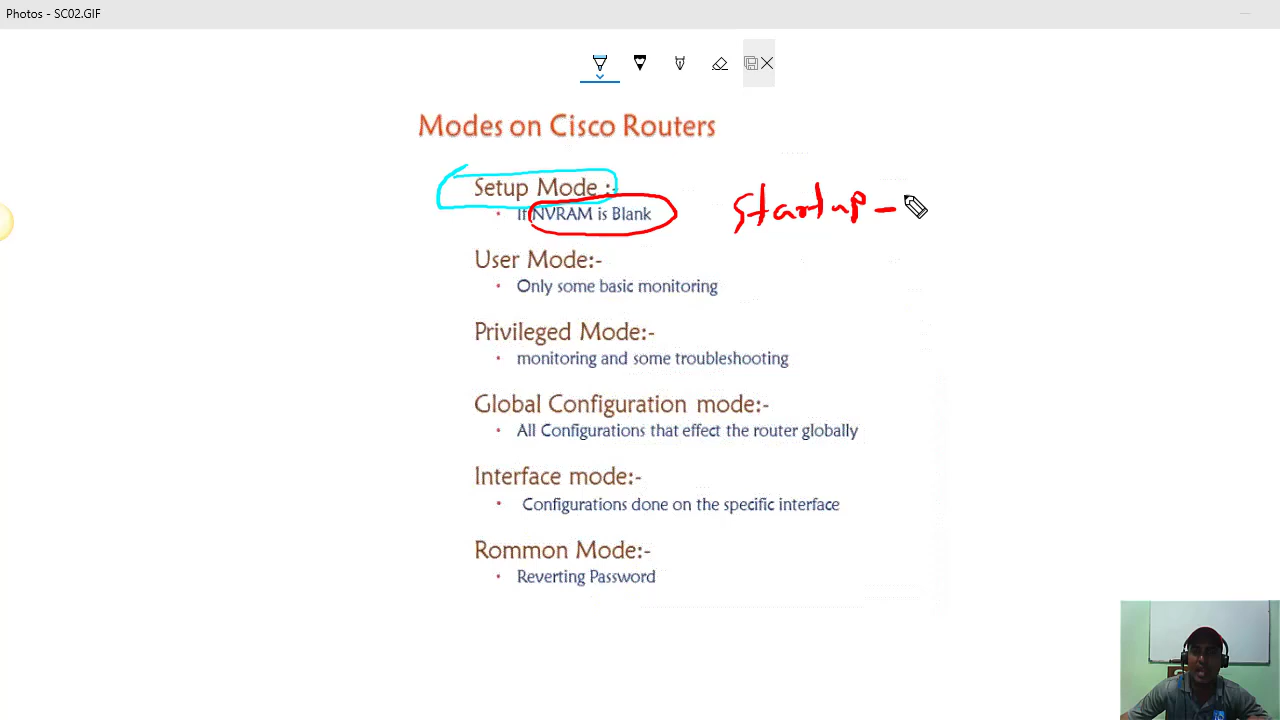 Photos - SC02.GIF
Modes on Cisco Routers
Setup Mode :-
• If NVRAM is Blank
Startup -
User Mode:-
• Only some basic monitoring
Privileged Mode:-
• monitoring and some troubleshooting
Global Configuration mode:-
• All Configurations that effect the router globally
Interface mode:-
• Configurations done on the specific interface
Rommon Mode:-
• Reverting Password